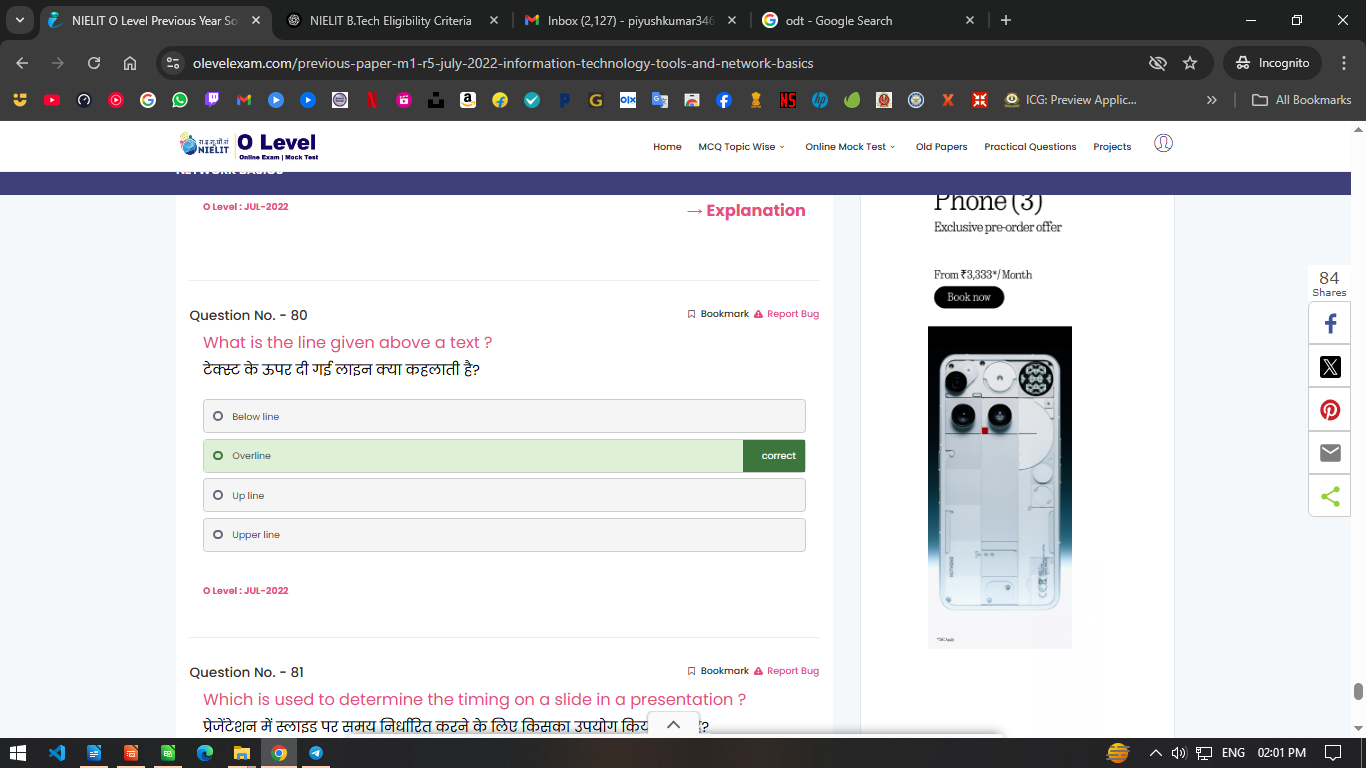 NIELIT O Level Previous Year So
NIELIT B.Tech Eligibility Criteria
Inbox (2,127) - piyushkumar346
odt - Google Search
olevelexam.com/previous-paper-m1-r5-july-2022-information-technology-tools-and-network-basics
Incognito
ICG: Preview Applic...
All Bookmarks
रा.इ.सू.प्रौ.सं
NIELIT
O Level
Online Exam | Mock Test
Home
MCQ Topic Wise
Online Mock Test
Old Papers
Practical Questions
Projects
NETWORK BASICS
O Level : JUL-2022
→ Explanation
Phone (3)
Exclusive pre-order offer
From ₹3,333*/Month
Book now
84
Shares
Question No. - 80
Bookmark
Report Bug
What is the line given above a text ?
टेक्स्ट के ऊपर दी गई लाइन क्या कहलाती है?
Below line
Overline
correct
Up line
Upper line
O Level : JUL-2022
Question No. - 81
Bookmark
Report Bug
Which is used to determine the timing on a slide in a presentation ?
प्रेजेंटेशन में स्लाइड पर समय निर्धारित करने के लिए किसका उपयोग किय
है?
ENG
02:01 PM